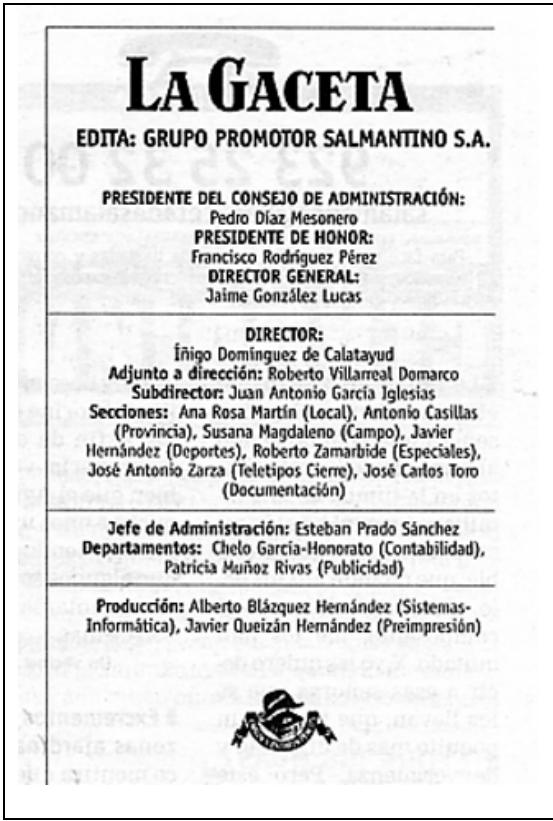 LA GACETA
EDITA: GRUPO PROMOTOR SALMANTINO S.A.
PRESIDENTE DEL CONSEJO DE ADMINISTRACIÓN:
Pedro Díaz Mesonero
PRESIDENTE DE HONOR:
Francisco Rodríguez Pérez
DIRECTOR GENERAL:
Jaime González Lucas
DIRECTOR:
Íñigo Domínguez de Calatayud
Adjunto a dirección: Roberto Villarreal Domarco
Subdirector: Juan Antonio García Iglesias
Secciones: Ana Rosa Martín (Local), Antonio Casillas
(Provincia), Susana Magdaleno (Campo), Javier
Hernández (Deportes), Roberto Zamarbide (Especiales),
José Antonio Zarza (Teletipos Cierre), José Carlos Toro
(Documentación)
Jefe de Administración: Esteban Prado Sánchez
Departamentos: Chelo García-Honorato (Contabilidad),
Patricia Muñoz Rivas (Publicidad)
Producción: Alberto Blázquez Hernández (Sistemas-
Informática), Javier Queizán Hernández (Preimpresión)